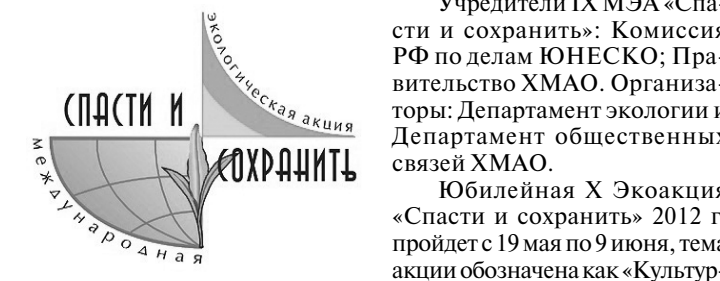 экологическая акция
СПАСТИ И
СОХРАНИТЬ
международная
Учредители IX МЭА «Спа-
сти и сохранить»: Комиссия
РФ по делам ЮНЕСКО; Пра-
вительство ХМАО. Организа-
торы: Департамент экологии и
Департамент общественных
связей ХМАО.
Юбилейная X Экоакция
«Спасти и сохранить» 2012 г
пройдет с 19 мая по 9 июня, тема
акции обозначена как «Культур-